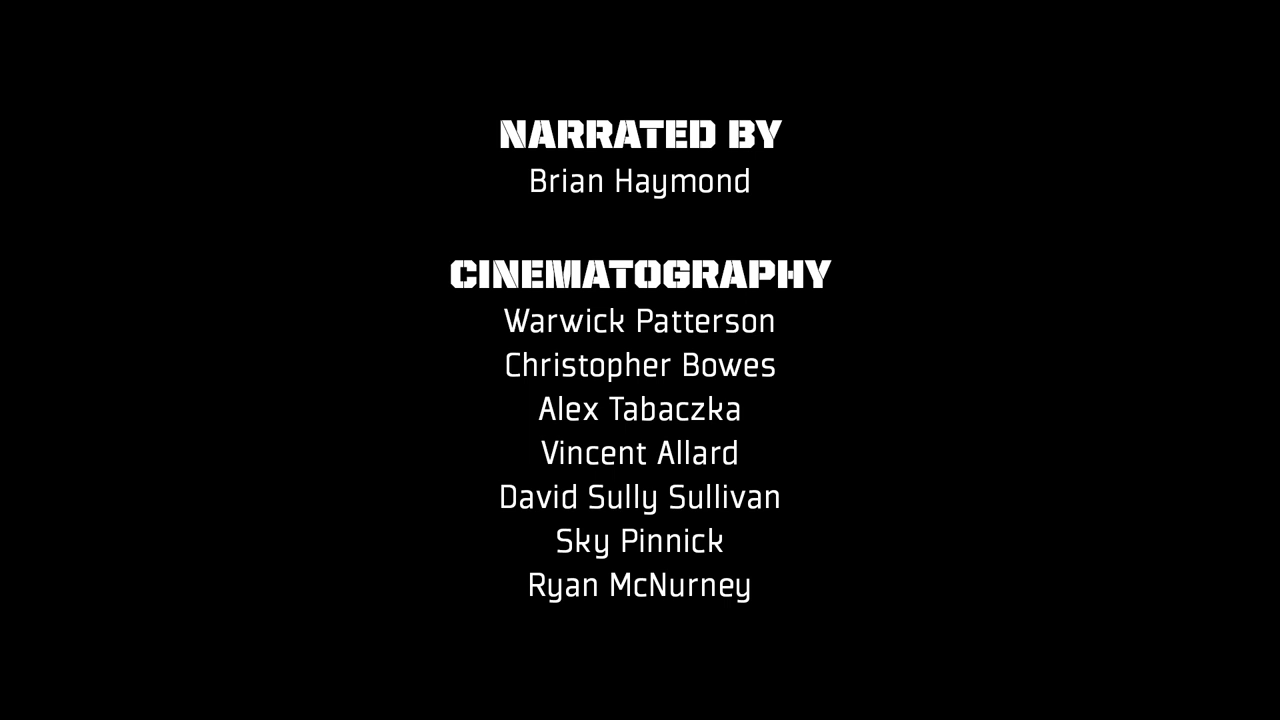 NARRATED BY
Brian Haymond
CINEMATOGRAPHY
Warwick Patterson
Christopher Bowes
Alex Tabaczka
Vincent Allard
David Sully Sullivan
Sky Pinnick
Ryan McNurney